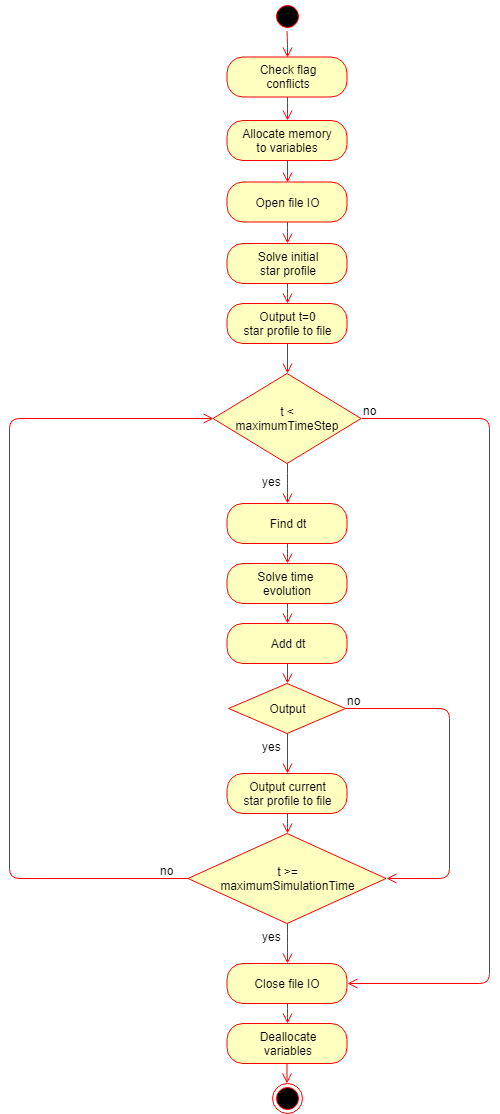 Check flag
conflicts
Allocate memory
to variables
Open file IO
Solve initial
star profile
Output t=0
star profile to file
t <
maximumTimeStep
no
yes
Find dt
Solve time
evolution
Add dt
Output
no
yes
Output current
star profile to file
t >=
maximumSimulationTime
no
yes
Close file IO
Deallocate
variables